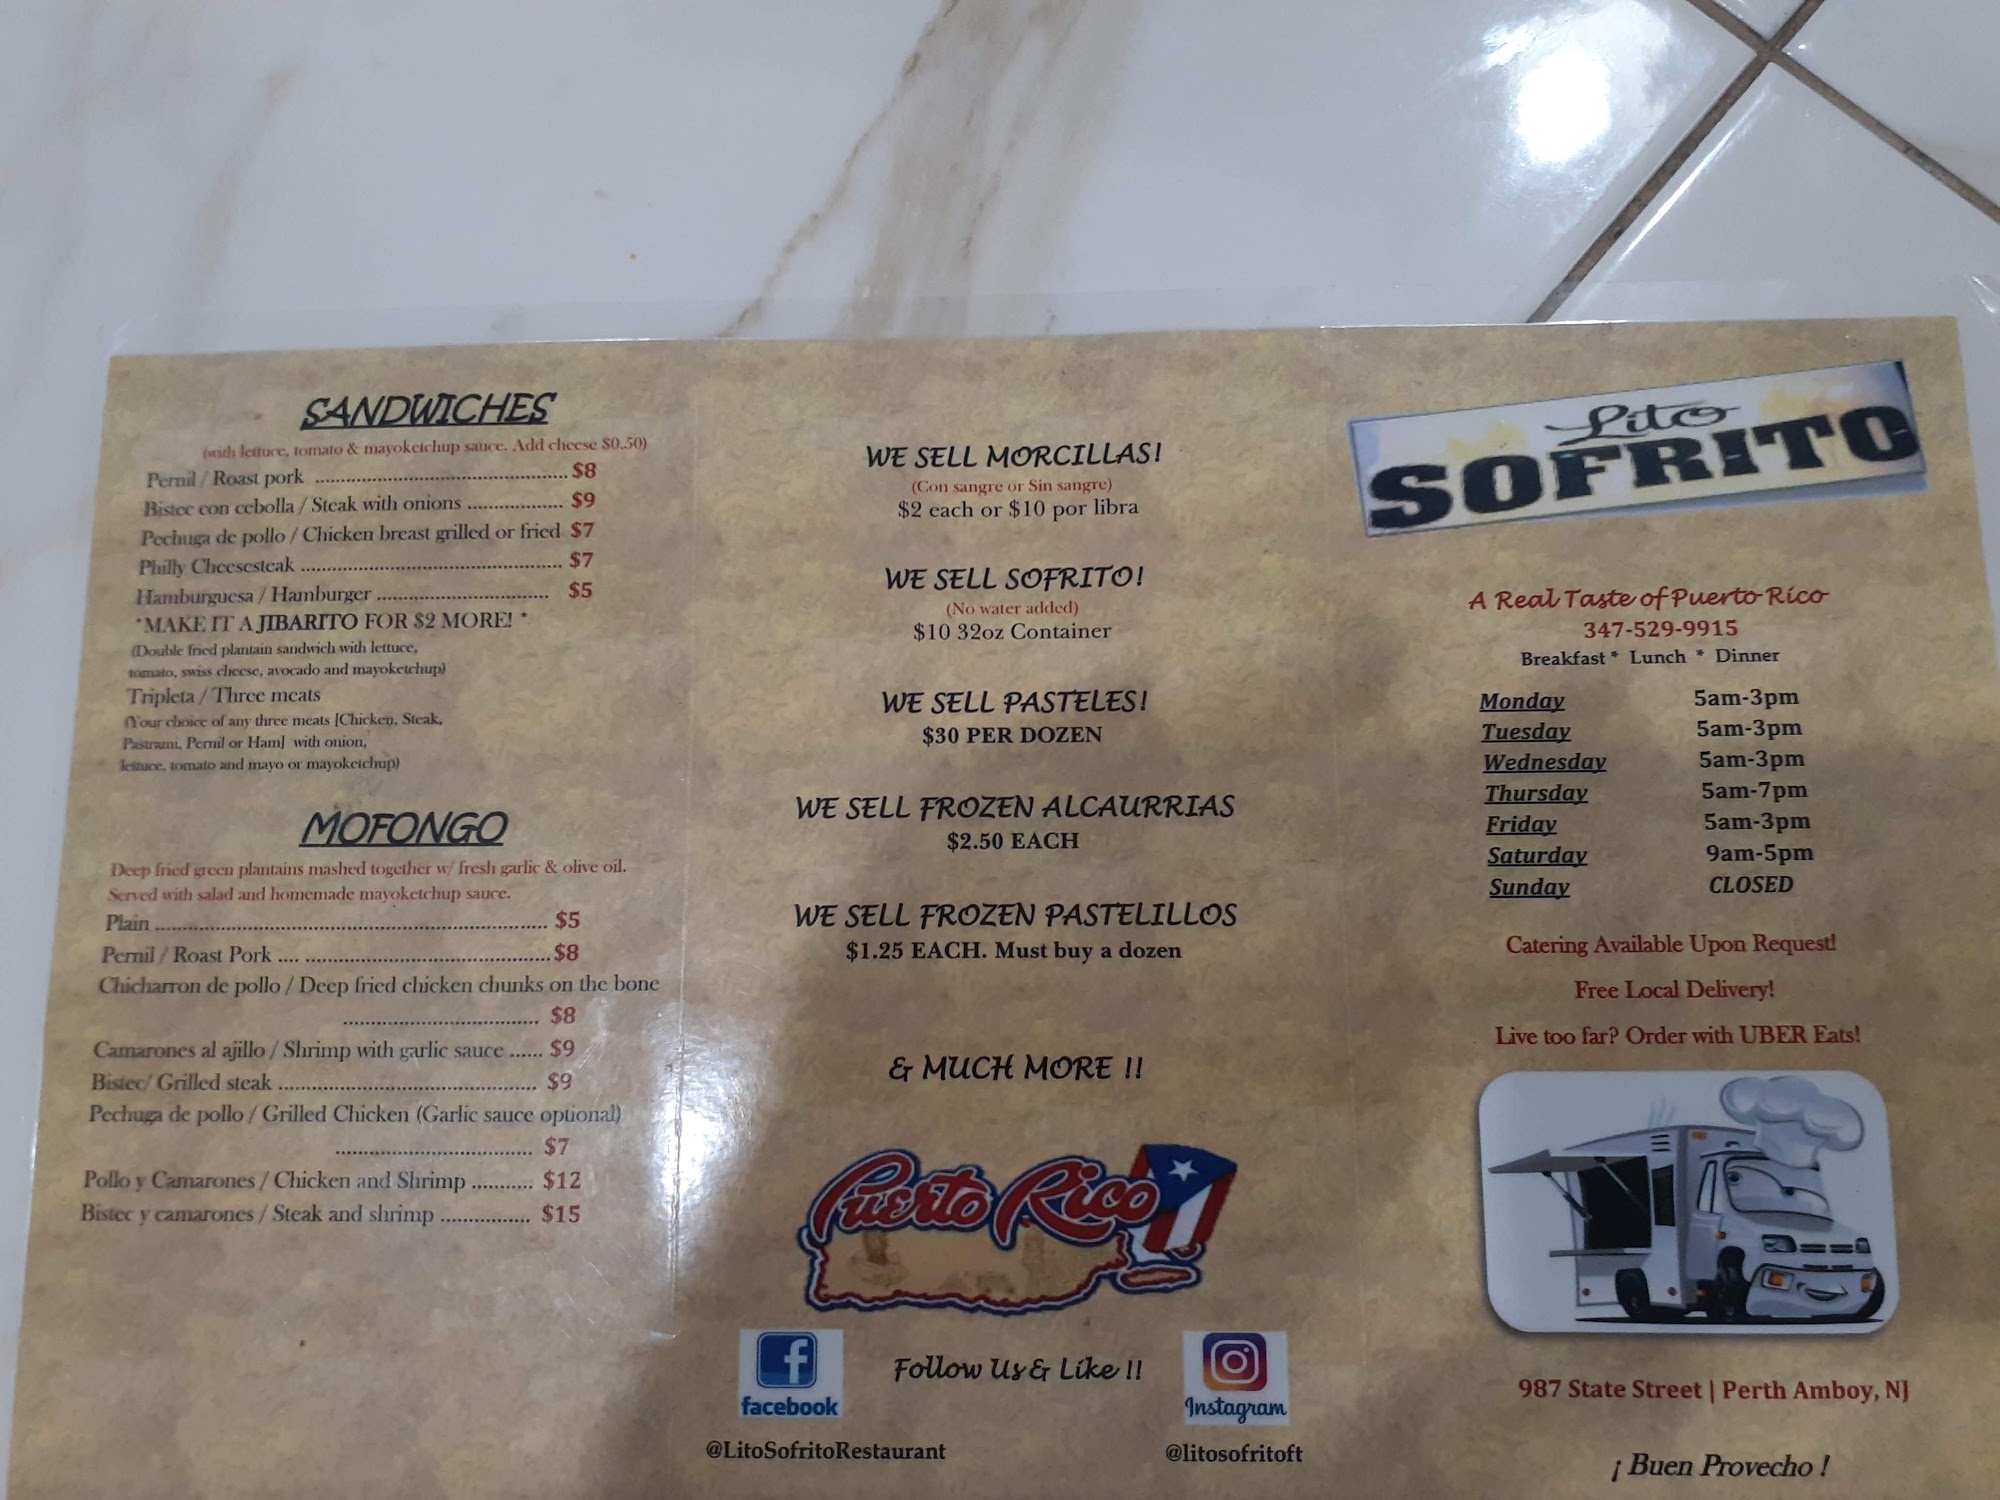 SANDWICHES
(with lettuce, tomato & mayoketchup sauce. Add cheese $0.50)
Pernil / Roast pork ................................................ $8
Bistec con cebolla / Steak with onions .................. $9
Pechuga de pollo / Chicken breast grilled or fried $7
Philly Cheesesteak .................................................. $7
Hamburguesa / Hamburger ................................. $5
*MAKE IT A JIBARITO FOR $2 MORE! *
(Double fried plantain sandwich with lettuce,
tomato, swiss cheese, avocado and mayoketchup)
Tripleta / Three meats
(Your choice of any three meats [Chicken, Steak,
Pastrami, Pernil or Ham] with onion,
lettuce, tomato and mayo or mayoketchup)
MOFONGO
Deep fried green plantains mashed together w/ fresh garlic & olive oil.
Served with salad and homemade mayoketchup sauce.
Plain ........................................................................... $5
Pernil / Roast Pork .... ............................................... $8
Chicharron de pollo / Deep fried chicken chunks on the bone
..................................... $8
Camarones al ajillo / Shrimp with garlic sauce ...... $9
Bistec/ Grilled steak ................................................. $9
Pechuga de pollo / Grilled Chicken (Garlic sauce optional)
..................................... $7
Pollo y Camarones / Chicken and Shrimp ........... $12
Bistec y camarones / Steak and shrimp ................. $15
WE SELL MORCILLAS!
(Con sangre or Sin sangre)
$2 each or $10 por libra
WE SELL SOFRITO!
(No water added)
$10 32oz Container
WE SELL PASTELES!
$30 PER DOZEN
WE SELL FROZEN ALCAURRIAS
$2.50 EACH
WE SELL FROZEN PASTELILLOS
$1.25 EACH. Must buy a dozen
& MUCH MORE !!
Puerto Rico
Follow Us & Like !!
facebook
Instagram
@LitoSofritoRestaurant
@litosofritoft
Lito
SOFRITO
A Real Taste of Puerto Rico
347-529-9915
Breakfast * Lunch * Dinner
Monday 5am-3pm
Tuesday 5am-3pm
Wednesday 5am-3pm
Thursday 5am-7pm
Friday 5am-3pm
Saturday 9am-5pm
Sunday CLOSED
Catering Available Upon Request!
Free Local Delivery!
Live too far? Order with UBER Eats!
987 State Street | Perth Amboy, NJ
¡ Buen Provecho !